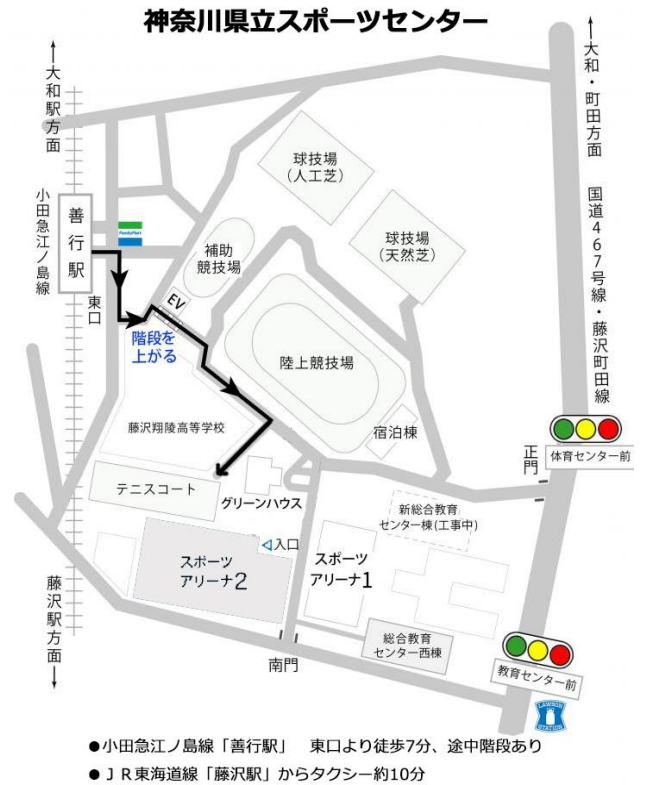 神奈川県立スポーツセンター
←大和駅方面
←大和・町田方面
国道467号線・藤沢町田線
小田急江ノ島線
善行駅
東口
FamilyMart
球技場
(人工芝)
球技場
(天然芝)
補助
競技場
EV
階段を
上がる
陸上競技場
宿泊棟
藤沢翔陵高等学校
正門
体育センター前
テニスコート
グリーンハウス
新総合教育
センター棟(工事中)
入口
スポーツ
アリーナ2
スポーツ
アリーナ1
総合教育
センター西棟
藤沢駅方面→
南門
教育センター前
LAWSON
STATION
●小田急江ノ島線「善行駅」 東口より徒歩7分、途中階段あり
●JR東海道線「藤沢駅」からタクシー約10分